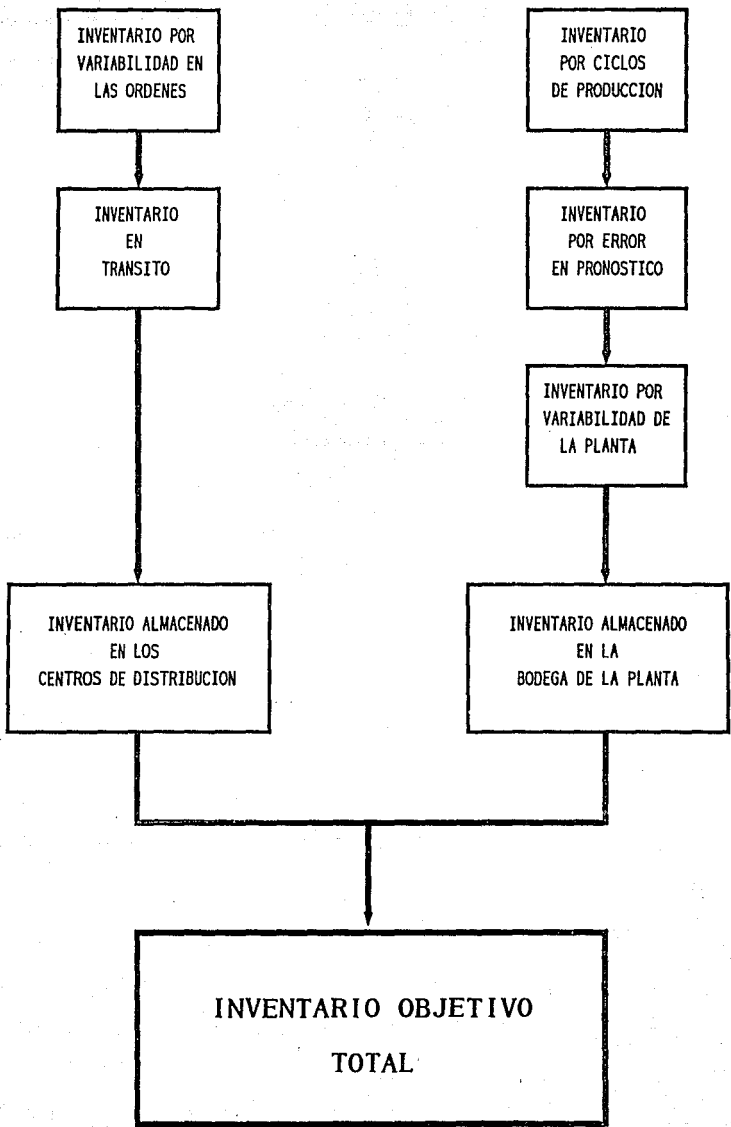 INVENTARIO POR
VARIABILIDAD EN
LAS ORDENES
INVENTARIO
POR CICLOS
DE PRODUCCION
INVENTARIO
EN
TRANSITO
INVENTARIO
POR ERROR
EN PRONOSTICO
INVENTARIO POR
VARIABILIDAD DE
LA PLANTA
INVENTARIO ALMACENADO
EN LOS
CENTROS DE DISTRIBUCION
INVENTARIO ALMACENADO
EN LA
BODEGA DE LA PLANTA
INVENTARIO OBJETIVO
TOTAL